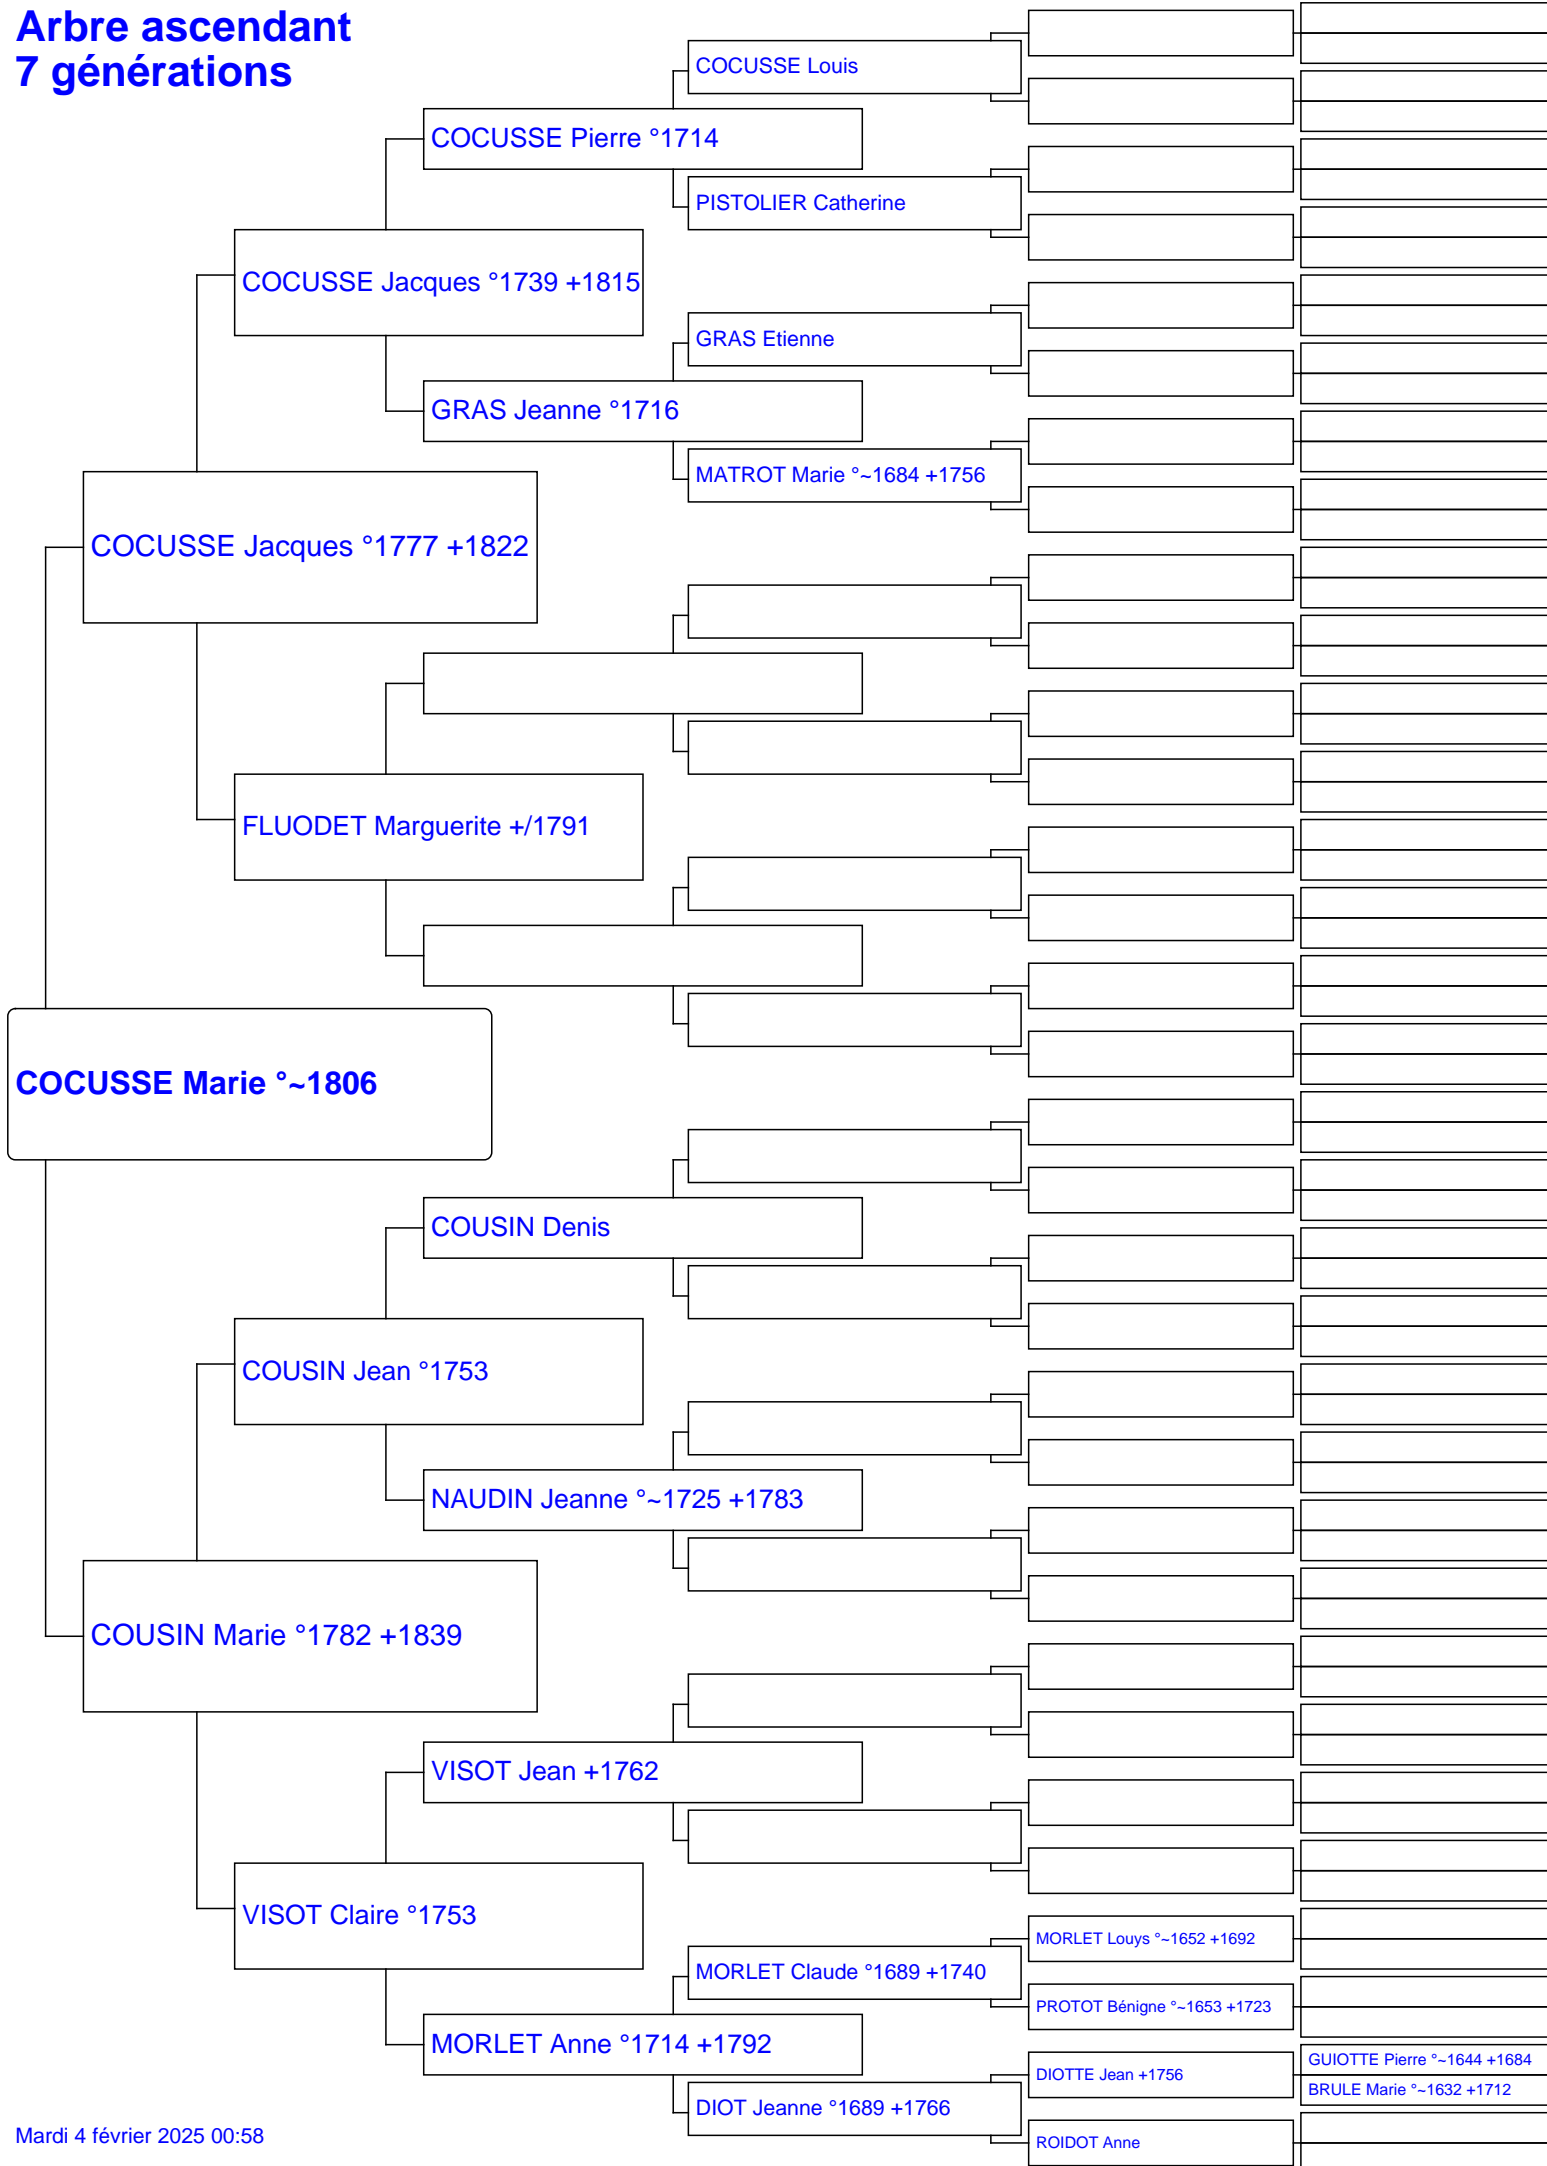 Arbre ascendant
7 générations
COCUSSE Louis
COCUSSE Pierre °1714
PISTOLIER Catherine
COCUSSE Jacques °1739 +1815
GRAS Etienne
GRAS Jeanne °1716
MATROT Marie °~1684 +1756
COCUSSE Jacques °1777 +1822
FLUODET Marguerite +/1791
COCUSSE Marie °~1806
COUSIN Denis
COUSIN Jean °1753
NAUDIN Jeanne °~1725 +1783
COUSIN Marie °1782 +1839
VISOT Jean +1762
VISOT Claire °1753
MORLET Louys °~1652 +1692
MORLET Claude °1689 +1740
PROTOT Bénigne °~1653 +1723
MORLET Anne °1714 +1792
GUIOTTE Pierre °~1644 +1684
DIOTTE Jean +1756
BRULE Marie °~1632 +1712
DIOT Jeanne °1689 +1766
ROIDOT Anne
Mardi 4 février 2025 00:58